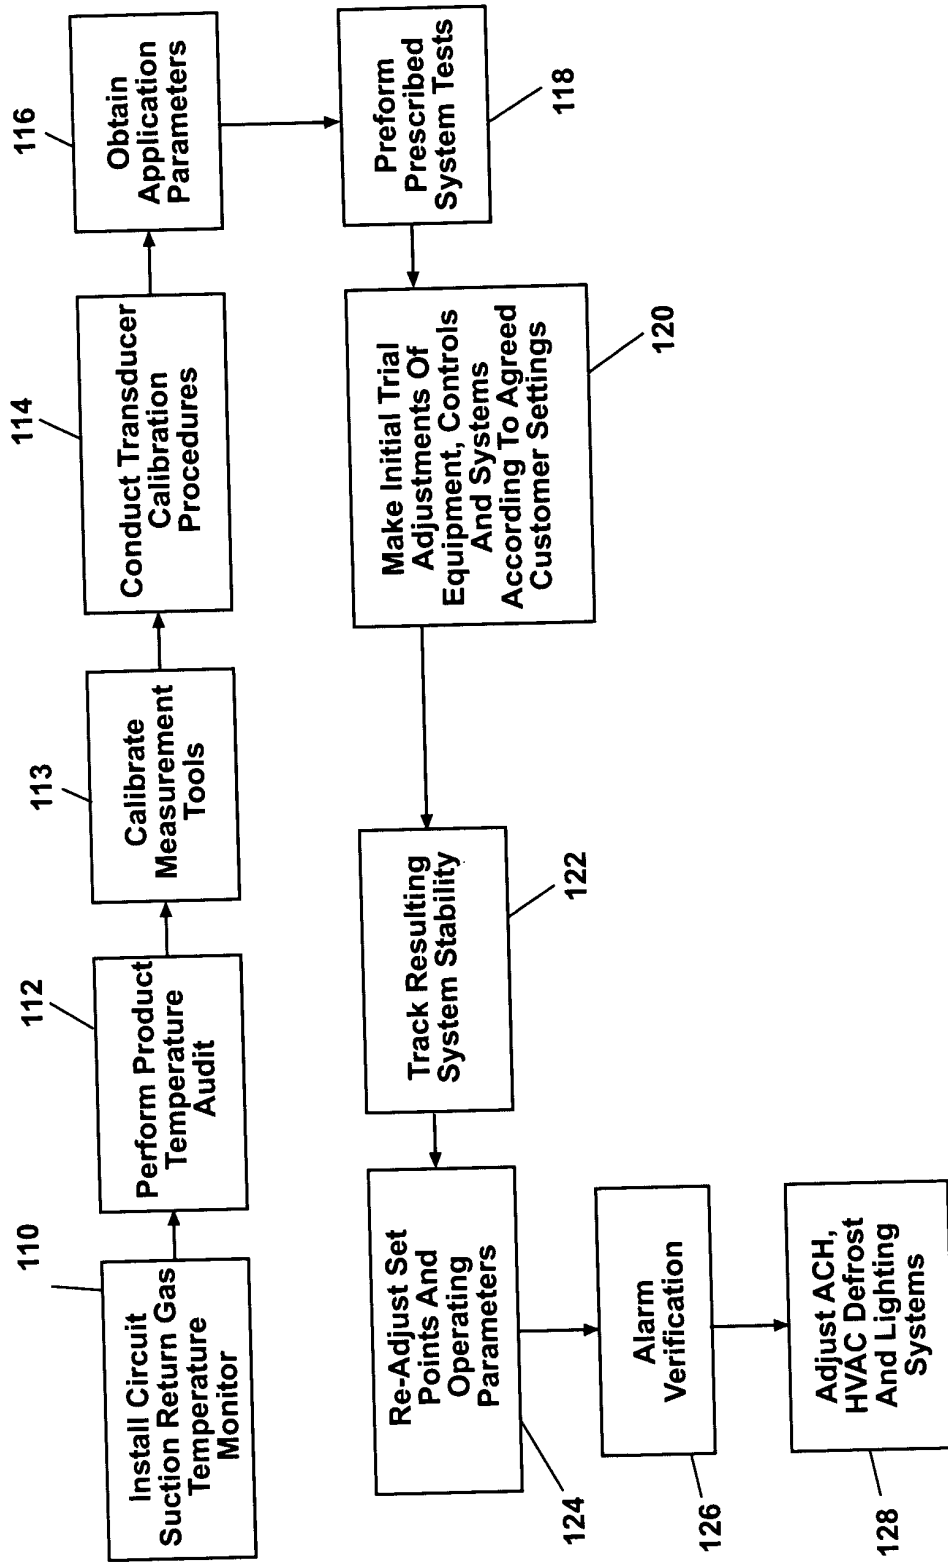 110
Install Circuit
Suction Return Gas
Temperature
Monitor
112
Perform Product
Temperature
Audit
113
Calibrate
Measurement
Tools
114
Conduct Transducer
Calibration
Procedures
116
Obtain
Application
Parameters
118
Preform
Prescribed
System Tests
120
Make Initial Trial
Adjustments Of
Equipment, Controls
And Systems
According To Agreed
Customer Settings
122
Track Resulting
System Stability
124
Re-Adjust Set
Points And
Operating
Parameters
126
Alarm
Verification
128
Adjust ACH,
HVAC Defrost
And Lighting
Systems